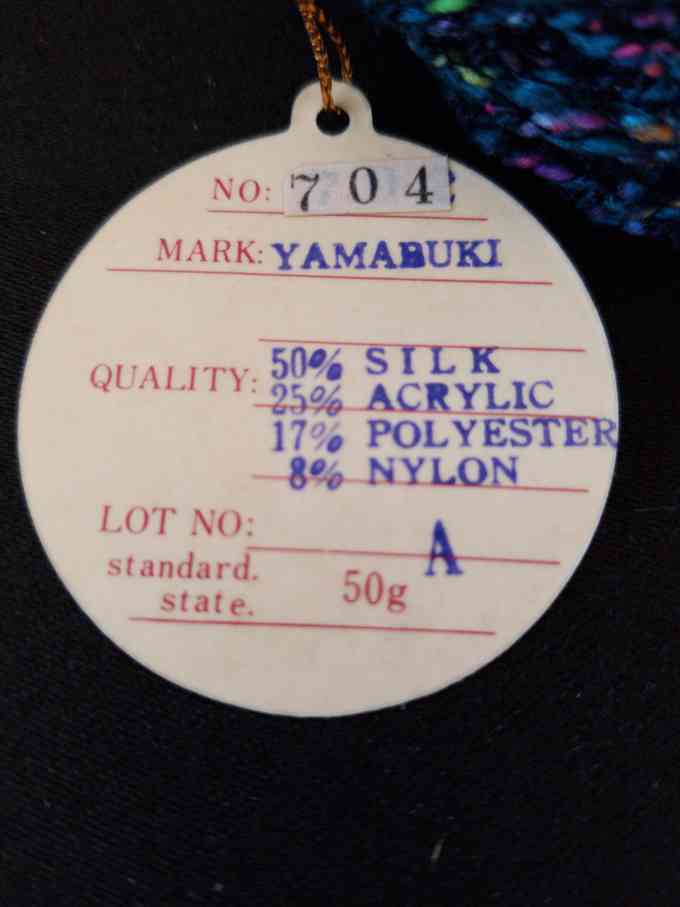 NO: 704
MARK: YAMABUKI
QUALITY: 50% SILK
25% ACRYLIC
17% POLYESTER
8% NYLON
LOT NO: A
standard. state. 50g